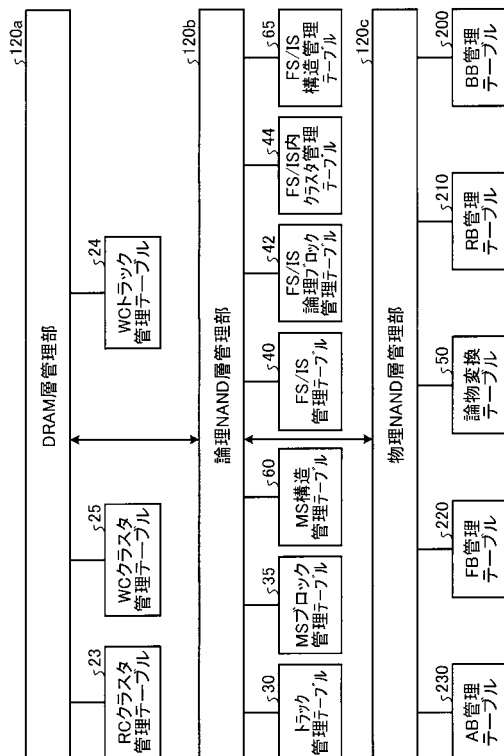 120a
DRAM層管理部
23
RCクラスタ
管理テーブル
25
WCクラスタ
管理テーブル
24
WCトラック
管理テーブル
120b
論理NAND層管理部
30
トラック
管理テーブル
35
MSブロック
管理テーブル
60
MS構造
管理テーブル
40
FS/IS
管理テーブル
42
FS/IS
論理ブロック
管理テーブル
44
FS/IS内
クラスタ管理
テーブル
65
FS/IS
構造管理
テーブル
120c
物理NAND層管理部
230
AB管理
テーブル
220
FB管理
テーブル
50
論物変換
テーブル
210
RB管理
テーブル
200
BB管理
テーブル